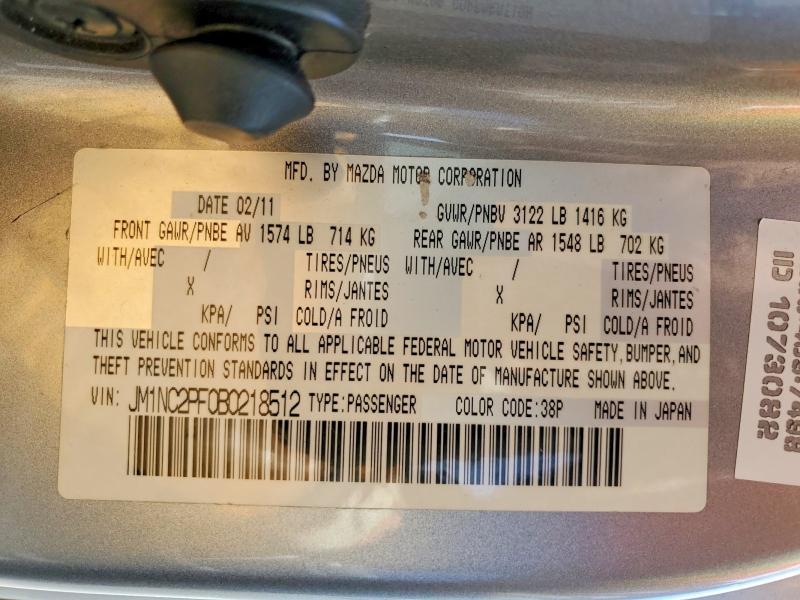 MFD. BY MAZDA MOTOR CORPORATION
DATE 02/11 GVWR/PNBV 3122 LB 1416 KG
FRONT GAWR/PNBE AV 1574 LB 714 KG REAR GAWR/PNBE AR 1548 LB 702 KG
WITH/AVEC / TIRES/PNEUS WITH/AVEC / TIRES/PNEUS
X RIMS/JANTES X RIMS/JANTES
KPA/ PSI COLD/A FROID KPA/ PSI COLD/A FROID
THIS VEHICLE CONFORMS TO ALL APPLICABLE FEDERAL MOTOR VEHICLE SAFETY, BUMPER, AND
THEFT PREVENTION STANDARDS IN EFFECT ON THE DATE OF MANUFACTURE SHOWN ABOVE.
VIN: JM1NC2PF0B0218512 TYPE:PASSENGER COLOR CODE:38P MADE IN JAPAN
ID 1073082